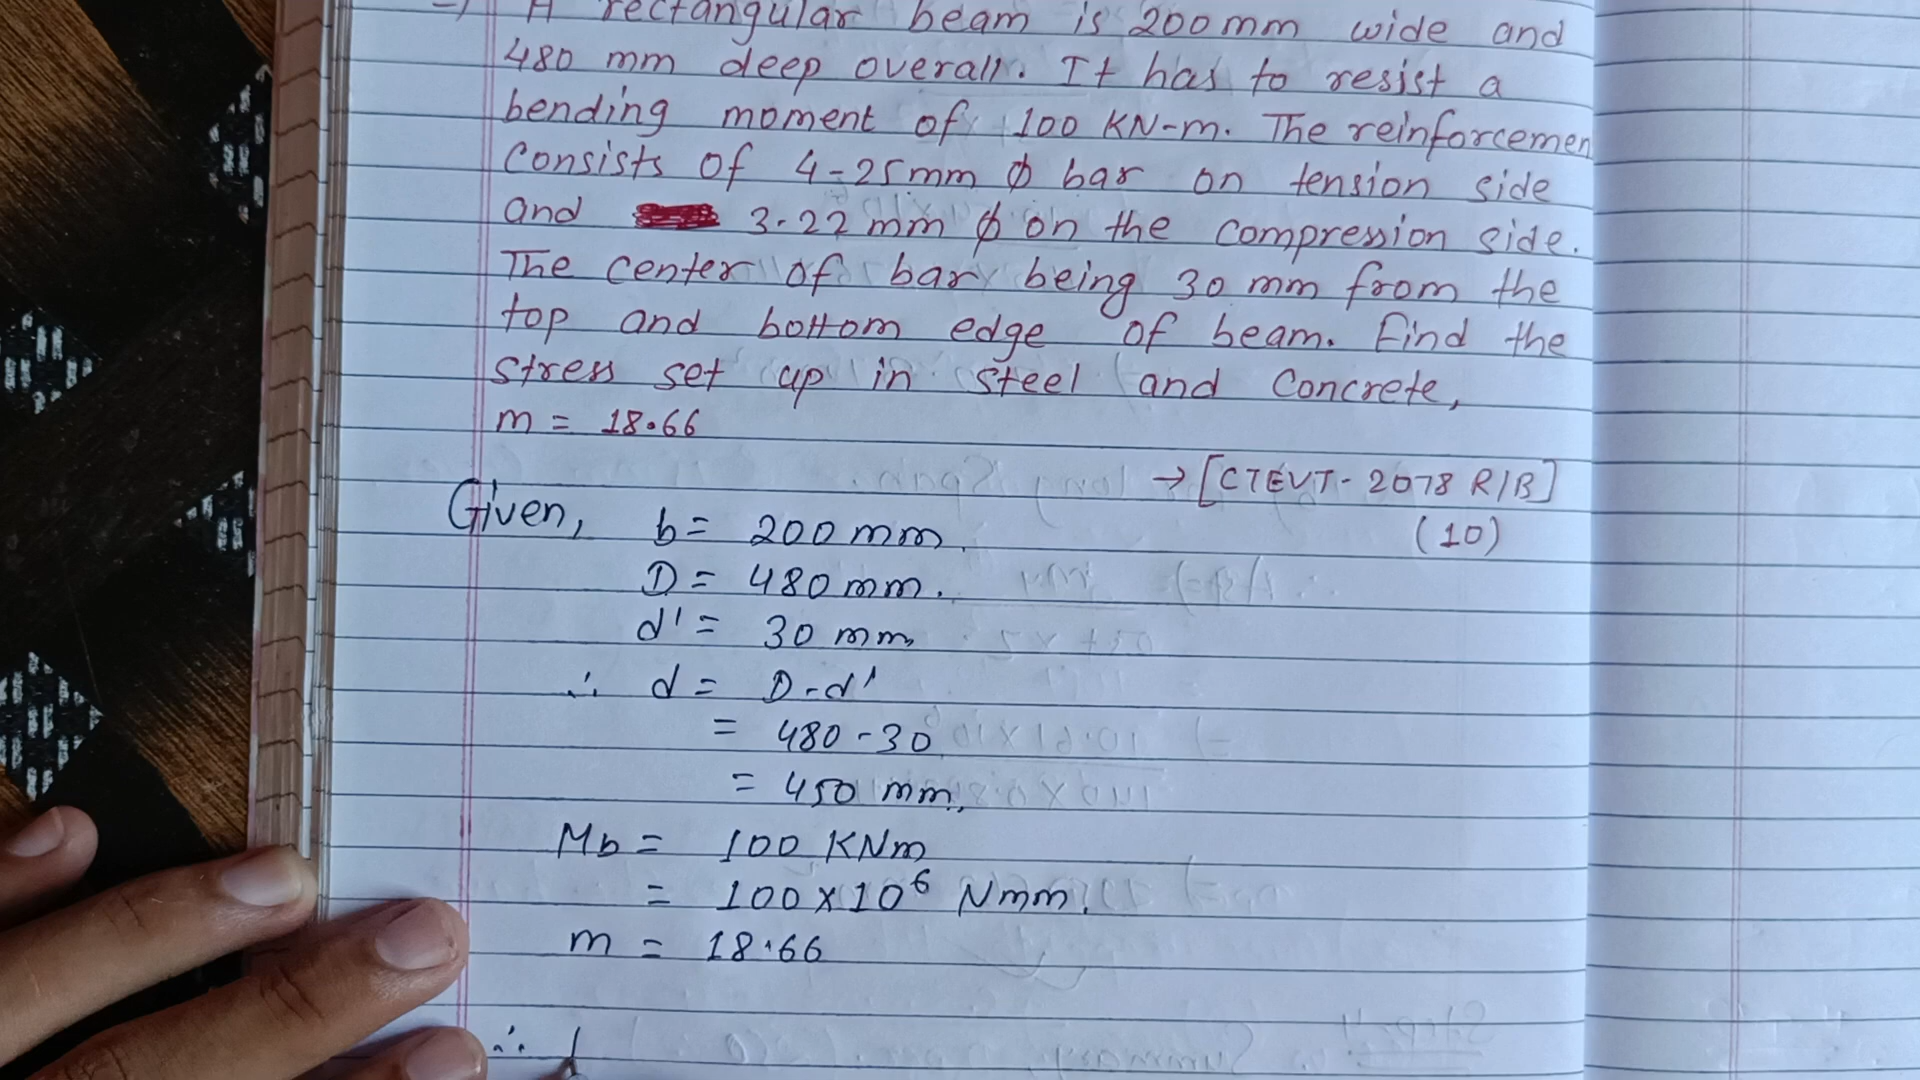 A rectangular beam is 200 mm wide and
480 mm deep overall. It has to resist a
bending moment of 100 KN-m. The reinforcemen
Consists of 4-25mm ϕ bar on tension side
and 3-22 mm ϕ on the compression side.
The center of bar being 30 mm from the
top and bottom edge of beam. Find the
stress set up in steel and Concrete,
m = 18.66
→ [CTEVT- 2078 R/B]
(10)
Given, b = 200 mm.
D = 480 mm.
d' = 30 mm
∴ d = D-d'
= 480-30
= 450 mm.
Mb = 100 KNm
= 100×10⁶ Nmm.
m = 18.66
∴